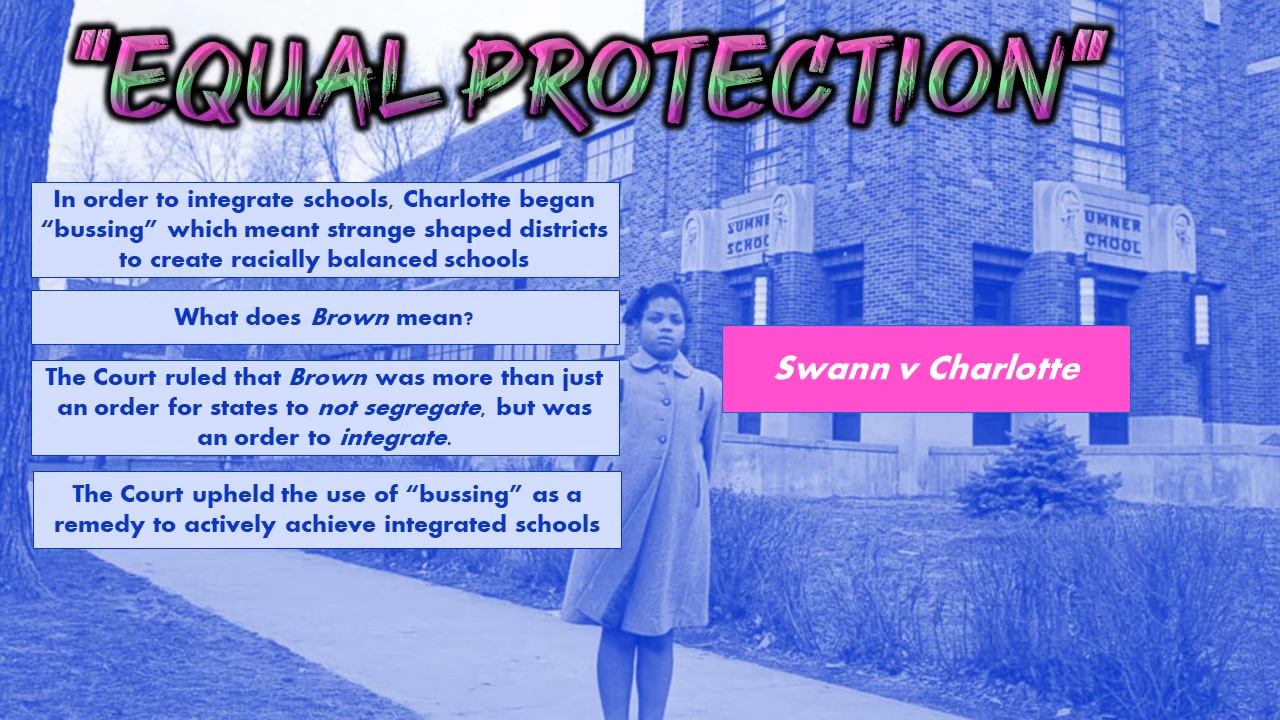 "EQUAL PROTECTION"
In order to integrate schools, Charlotte began
“bussing” which meant strange shaped districts
to create racially balanced schools
What does Brown mean?
The Court ruled that Brown was more than just
an order for states to not segregate, but was
an order to integrate.
The Court upheld the use of “bussing” as a
remedy to actively achieve integrated schools
Swann v Charlotte
SUMNE
SCHOC
UMNER
CHOOL